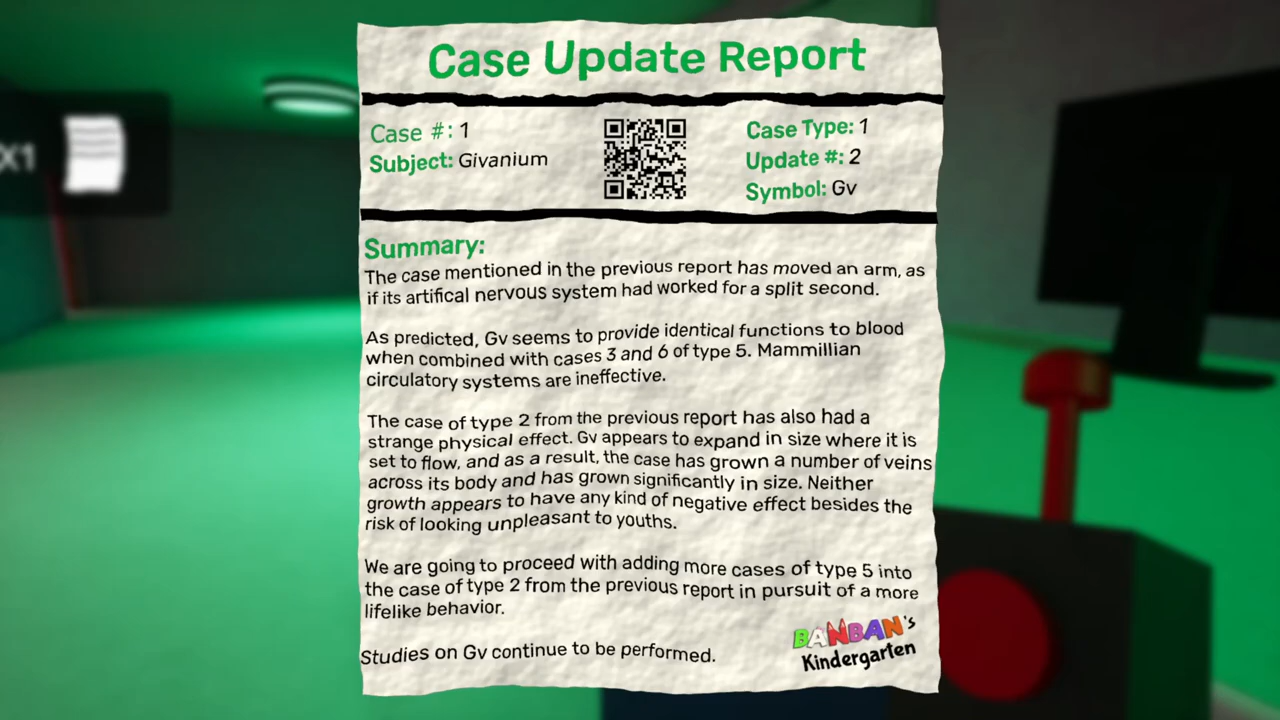 Case Update Report
X1
Case #: 1
Subject: Givanium
Case Type: 1
Update #: 2
Symbol: Gv
Summary:
The case mentioned in the previous report has moved an arm, as
if its artifical nervous system had worked for a split second.
As predicted, Gv seems to provide identical functions to blood
when combined with cases 3 and 6 of type 5. Mammillian
circulatory systems are ineffective.
The case of type 2 from the previous report has also had a
strange physical effect. Gv appears to expand in size where it is
set to flow, and as a result, the case has grown a number of veins
across its body and has grown significantly in size. Neither
growth appears to have any kind of negative effect besides the
risk of looking unpleasant to youths.
We are going to proceed with adding more cases of type 5 into
the case of type 2 from the previous report in pursuit of a more
lifelike behavior.
Studies on Gv continue to be performed.
BANBAN's
Kindergarten